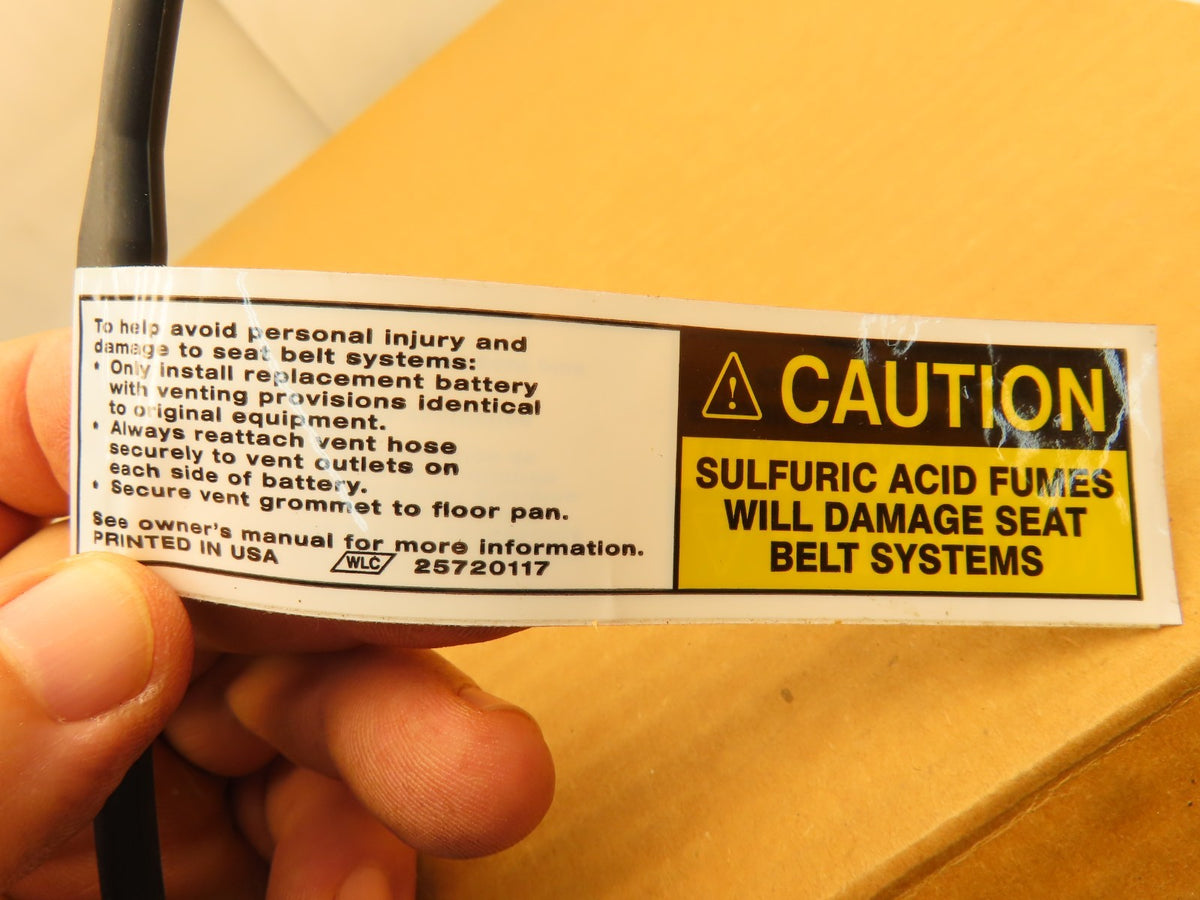 To help avoid personal injury and
damage to seat belt systems:
• Only install replacement battery
with venting provisions identical
to original equipment.
• Always reattach vent hose
securely to vent outlets on
each side of battery.
• Secure vent grommet to floor pan.
See owner's manual for more information.
PRINTED IN USA WLC 25720117
CAUTION
SULFURIC ACID FUMES
WILL DAMAGE SEAT
BELT SYSTEMS